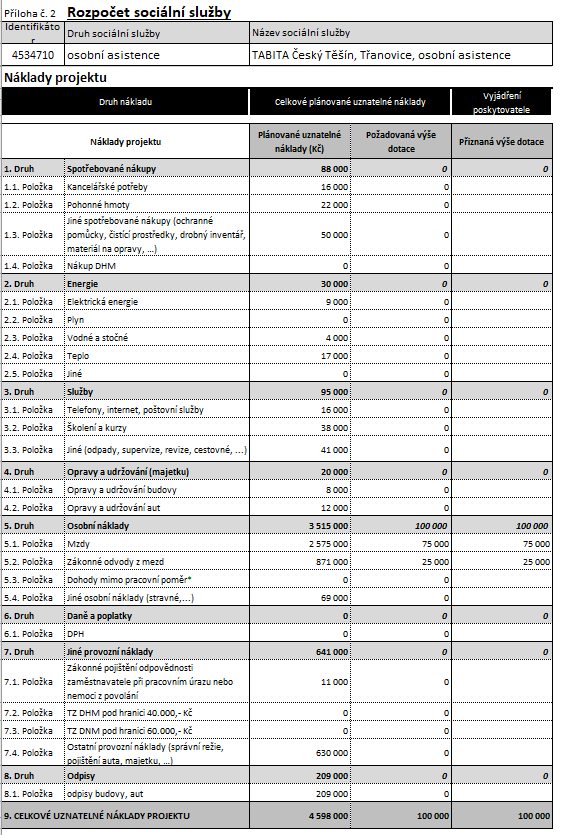 Příloha č. 2 Rozpočet sociální služby
Identifikáto
r
Druh sociální služby Název sociální služby
4534710 osobní asistence TABITA Český Těšín, Třanovice, osobní asistence
Náklady projektu
Druh nákladu Celkové plánované uznatelné náklady Vyjádření
poskytovatele
Náklady projektu Plánované uznatelné
náklady (Kč) Požadovaná výše
dotace Přiznaná výše dotace
1. Druh Spotřebované nákupy 88 000 0 0
1.1. Položka Kancelářské potřeby 16 000 0
1.2. Položka Pohonné hmoty 22 000 0
1.3. Položka Jiné spotřebované nákupy (ochranné
pomůcky, čistící prostředky, drobný inventář,
materiál na opravy, ...) 50 000 0
1.4. Položka Nákup DHM 0 0
2. Druh Energie 30 000 0 0
2.1. Položka Elektrická energie 9 000 0
2.2. Položka Plyn 0 0
2.3. Položka Vodné a stočné 4 000 0
2.4. Položka Teplo 17 000 0
2.5. Položka Jiné 0 0
3. Druh Služby 95 000 0 0
3.1. Položka Telefony, internet, poštovní služby 16 000 0
3.2. Položka Školení a kurzy 38 000 0
3.3. Položka Jiné (odpady, supervize, revize, cestovné, ...) 41 000 0
4. Druh Opravy a udržování (majetku) 20 000 0 0
4.1. Položka Opravy a udržování budovy 8 000 0
4.2. Položka Opravy a udržování aut 12 000 0
5. Druh Osobní náklady 3 515 000 100 000 100 000
5.1. Položka Mzdy 2 575 000 75 000 75 000
5.2. Položka Zákonné odvody z mezd 871 000 25 000 25 000
5.3. Položka Dohody mimo pracovní poměr* 0 0
5.4. Položka Jiné osobní náklady (stravné,...) 69 000 0
6. Druh Daně a poplatky 0 0 0
6.1. Položka DPH 0 0
7. Druh Jiné provozní náklady 641 000 0 0
7.1. Položka Zákonné pojištění odpovědnosti
zaměstnavatele při pracovním úrazu nebo
nemoci z povolání 11 000 0
7.2. Položka TZ DHM pod hranici 40.000,- Kč 0 0
7.3. Položka TZ DNM pod hranici 60.000,- Kč 0 0
7.4. Položka Ostatní provozní náklady (správní režie,
pojištění auta, majetku, ...) 630 000 0
8. Druh Odpisy 209 000 0 0
8.1. Položka odpisy budovy, aut 209 000 0
9. CELKOVÉ UZNATELNÉ NÁKLADY PROJEKTU 4 598 000 100 000 100 000